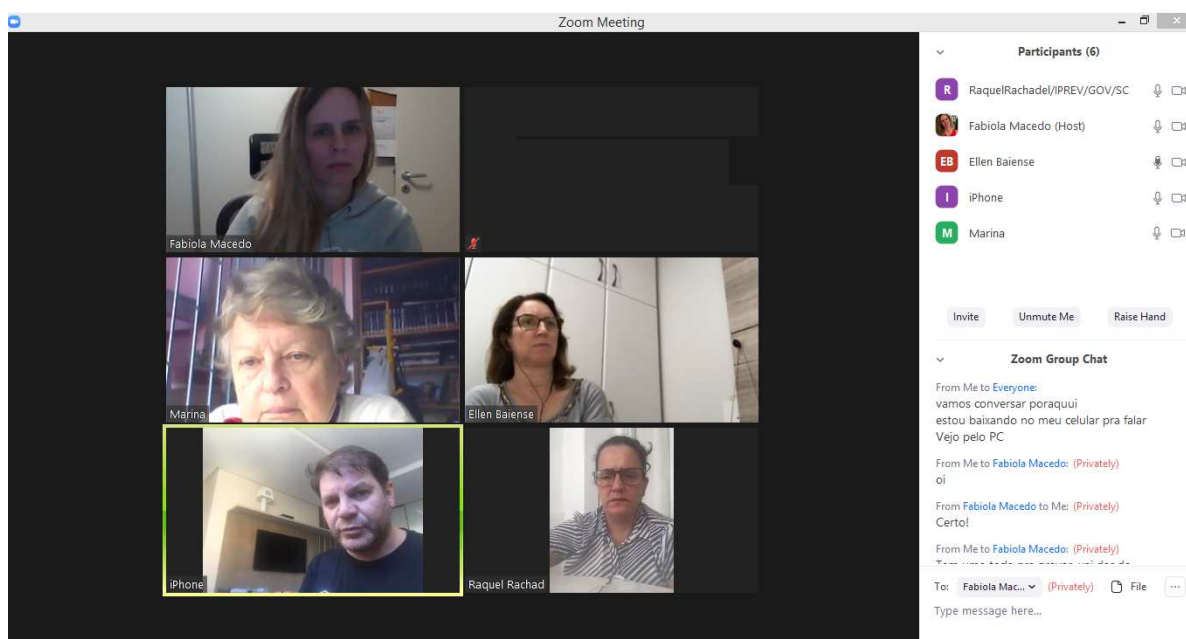 Zoom Meeting
Fabiola Macedo
Marina
Ellen Baiense
iPhone
Raquel Rachad
Participants (6)
R RaquelRachadel/IPREV/GOV/SC
Fabiola Macedo (Host)
EB Ellen Baiense
I iPhone
M Marina
Invite Unmute Me Raise Hand
Zoom Group Chat
From Me to Everyone:
vamos conversar poraquui
estou baixando no meu celular pra falar
Vejo pelo PC
From Me to Fabiola Macedo: (Privately)
oi
From Fabiola Macedo to Me: (Privately)
Certo!
From Me to Fabiola Macedo: (Privately)
To: Fabiola Mac... (Privately) File ...
Type message here...